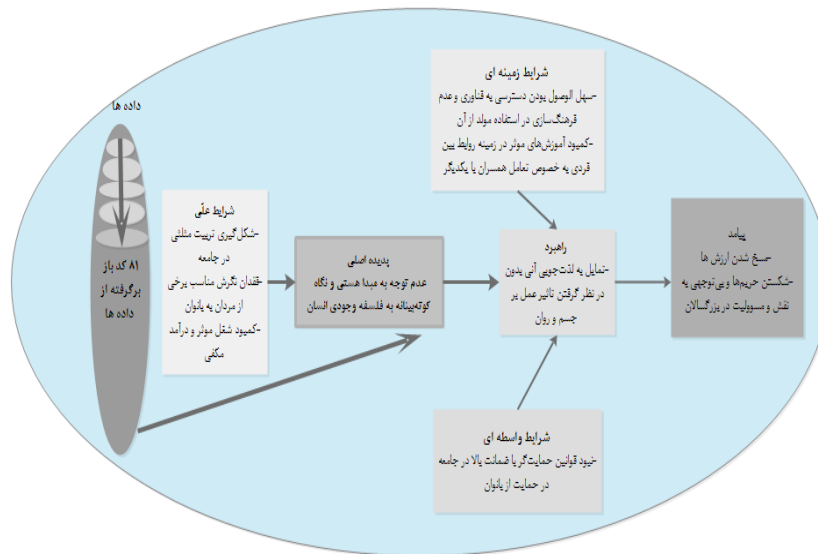 داده ها
۸۱ کد باز
برگرفته از
داده ها
شرایط علّی
-شکل‌گیری تربیت مثلثی
در جامعه
-فقدان نگرش مناسب برخی
از مردان به بانوان
-کمبود شغل موثر و درآمد
مکفی
پدیده اصلی
عدم توجه به مبدا هستی و نگاه
کوته‌بینانه به فلسفه وجودی انسان
شرایط زمینه ای
-سهل الوصول بودن دسترسی به فناوری و عدم
فرهنگ‌سازی در استفاده مولد از آن
-کمبود آموزش‌های موثر در زمینه روابط بین
فردی به خصوص تعامل همسران با یکدیگر
راهبرد
-تمایل به لذت‌جویی آنی بدون
در نظر گرفتن تاثیر عمل بر
جسم و روان
شرایط واسطه ای
-نبود قوانین حمایت‌گر با ضمانت بالا در جامعه
در حمایت از بانوان
پیامد
-مسخ شدن ارزش ها
-شکستن حریم‌ها و بی‌توجهی به
نقش و مسوولیت در بزرگسالان